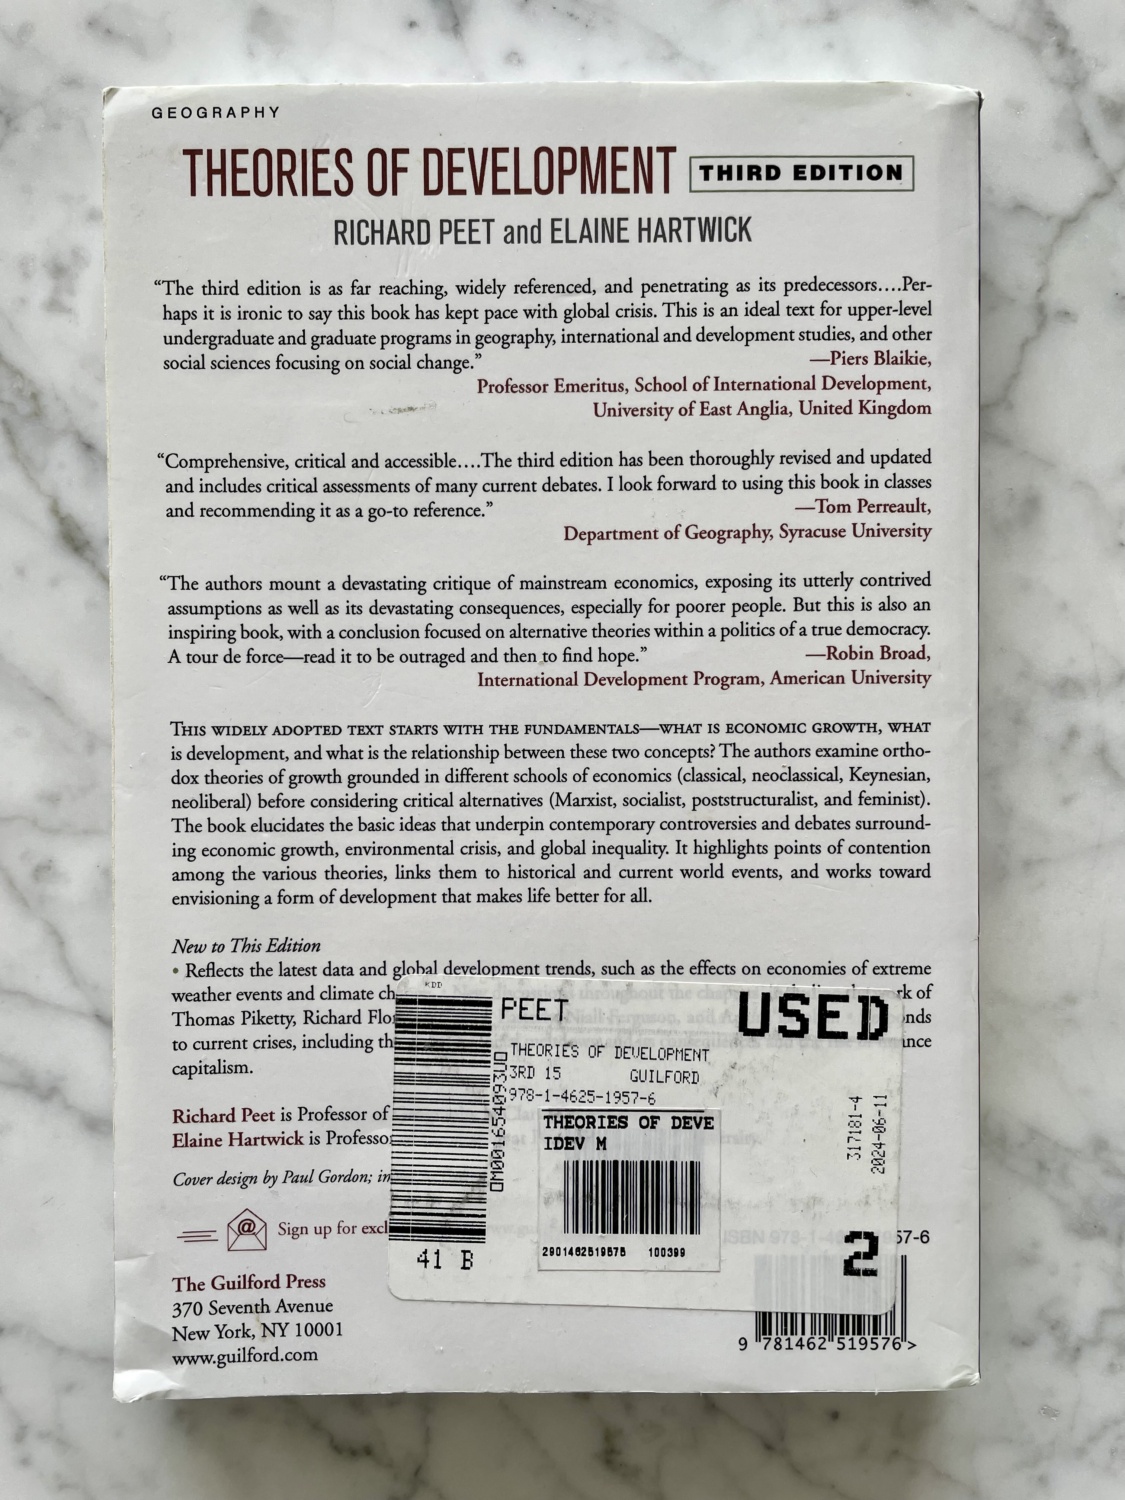 GEOGRAPHY
THEORIES OF DEVELOPMENT THIRD EDITION
RICHARD PEET and ELAINE HARTWICK
“The third edition is as far reaching, widely referenced, and penetrating as its predecessors….Per-
haps it is ironic to say this book has kept pace with global crisis. This is an ideal text for upper-level
undergraduate and graduate programs in geography, international and development studies, and other
social sciences focusing on social change.” —Piers Blaikie,
Professor Emeritus, School of International Development,
University of East Anglia, United Kingdom
“Comprehensive, critical and accessible….The third edition has been thoroughly revised and updated
and includes critical assessments of many current debates. I look forward to using this book in classes
and recommending it as a go-to reference.” —Tom Perreault,
Department of Geography, Syracuse University
“The authors mount a devastating critique of mainstream economics, exposing its utterly contrived
assumptions as well as its devastating consequences, especially for poorer people. But this is also an
inspiring book, with a conclusion focused on alternative theories within a politics of a true democracy.
A tour de force—read it to be outraged and then to find hope.” —Robin Broad,
International Development Program, American University
THIS WIDELY ADOPTED TEXT STARTS WITH THE FUNDAMENTALS—WHAT IS ECONOMIC GROWTH, WHAT
is development, and what is the relationship between these two concepts? The authors examine ortho-
dox theories of growth grounded in different schools of economics (classical, neoclassical, Keynesian,
neoliberal) before considering critical alternatives (Marxist, socialist, poststructuralist, and feminist).
The book elucidates the basic ideas that underpin contemporary controversies and debates surround-
ing economic growth, environmental crisis, and global inequality. It highlights points of contention
among the various theories, links them to historical and current world events, and works toward
envisioning a form of development that makes life better for all.
New to This Edition
• Reflects the latest data and global development trends, such as the effects on economies of extreme
weather events and climate ch rk of
Thomas Piketty, Richard Flo nds
to current crises, including th nce
capitalism.
Richard Peet is Professor of
Elaine Hartwick is Professo
Cover design by Paul Gordon; im
Sign up for excl
The Guilford Press
370 Seventh Avenue
New York, NY 10001
www.guilford.com
KDD
PEET USED
THEORIES OF DEVELOPMENT
3RD 15 GUILFORD
978-1-4625-1957-6
THEORIES OF DEVE
IDEV M
2901462519576 100399
0M001654093U0
41 B
317181-4
2024-06-11
2
ISBN 978-1-4 57-6
9 781462 519576 >